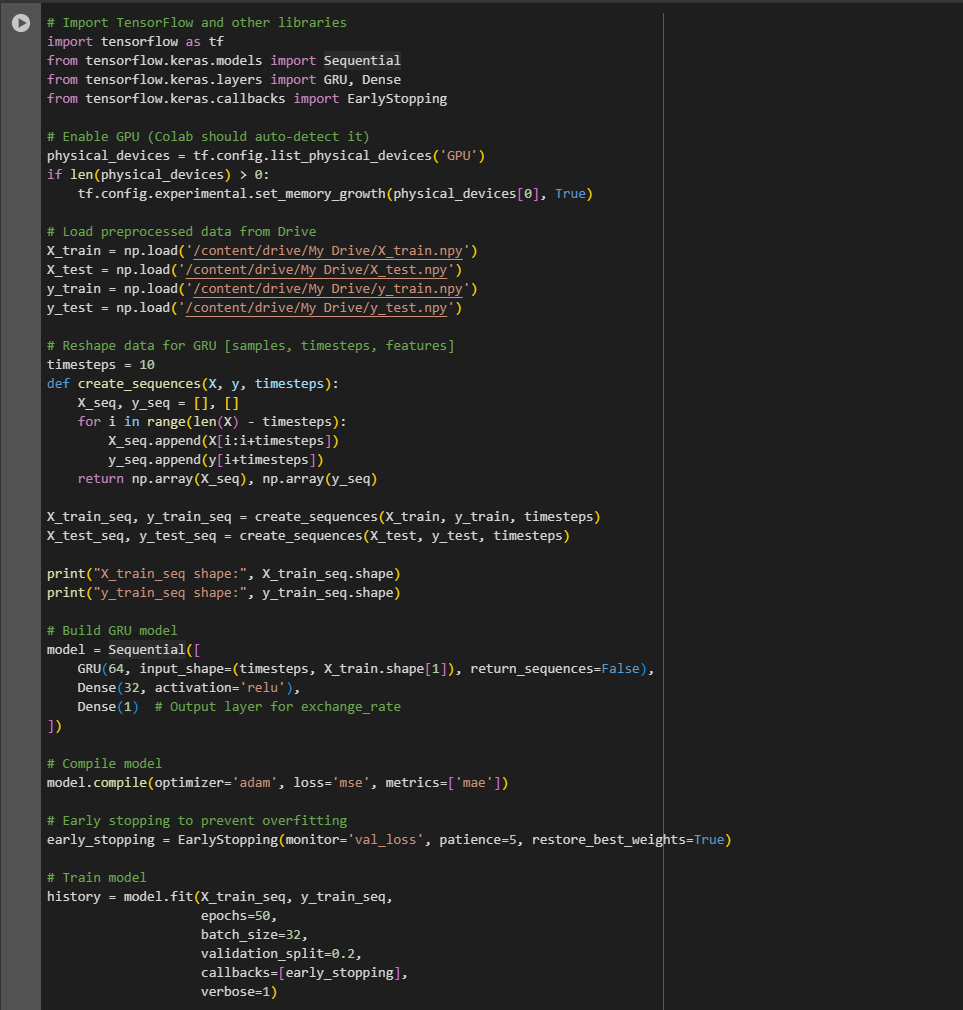 # Import TensorFlow and other libraries
import tensorflow as tf
from tensorflow.keras.models import Sequential
from tensorflow.keras.layers import GRU, Dense
from tensorflow.keras.callbacks import EarlyStopping

# Enable GPU (Colab should auto-detect it)
physical_devices = tf.config.list_physical_devices('GPU')
if len(physical_devices) > 0:
    tf.config.experimental.set_memory_growth(physical_devices[0], True)

# Load preprocessed data from Drive
X_train = np.load('/content/drive/My Drive/X_train.npy')
X_test = np.load('/content/drive/My Drive/X_test.npy')
y_train = np.load('/content/drive/My Drive/y_train.npy')
y_test = np.load('/content/drive/My Drive/y_test.npy')

# Reshape data for GRU [samples, timesteps, features]
timesteps = 10
def create_sequences(X, y, timesteps):
    X_seq, y_seq = [], []
    for i in range(len(X) - timesteps):
        X_seq.append(X[i:i+timesteps])
        y_seq.append(y[i+timesteps])
    return np.array(X_seq), np.array(y_seq)

X_train_seq, y_train_seq = create_sequences(X_train, y_train, timesteps)
X_test_seq, y_test_seq = create_sequences(X_test, y_test, timesteps)

print("X_train_seq shape:", X_train_seq.shape)
print("y_train_seq shape:", y_train_seq.shape)

# Build GRU model
model = Sequential([
    GRU(64, input_shape=(timesteps, X_train.shape[1]), return_sequences=False),
    Dense(32, activation='relu'),
    Dense(1)  # Output layer for exchange_rate
])

# Compile model
model.compile(optimizer='adam', loss='mse', metrics=['mae'])

# Early stopping to prevent overfitting
early_stopping = EarlyStopping(monitor='val_loss', patience=5, restore_best_weights=True)

# Train model
history = model.fit(X_train_seq, y_train_seq,
                    epochs=50,
                    batch_size=32,
                    validation_split=0.2,
                    callbacks=[early_stopping],
                    verbose=1)